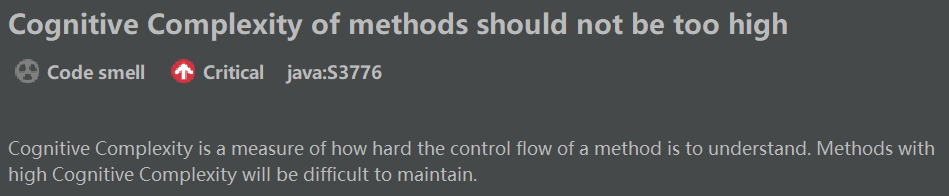 Cognitive Complexity of methods should not be too high
Code smell Critical java:S3776
Cognitive Complexity is a measure of how hard the control flow of a method is to understand. Methods with
high Cognitive Complexity will be difficult to maintain.